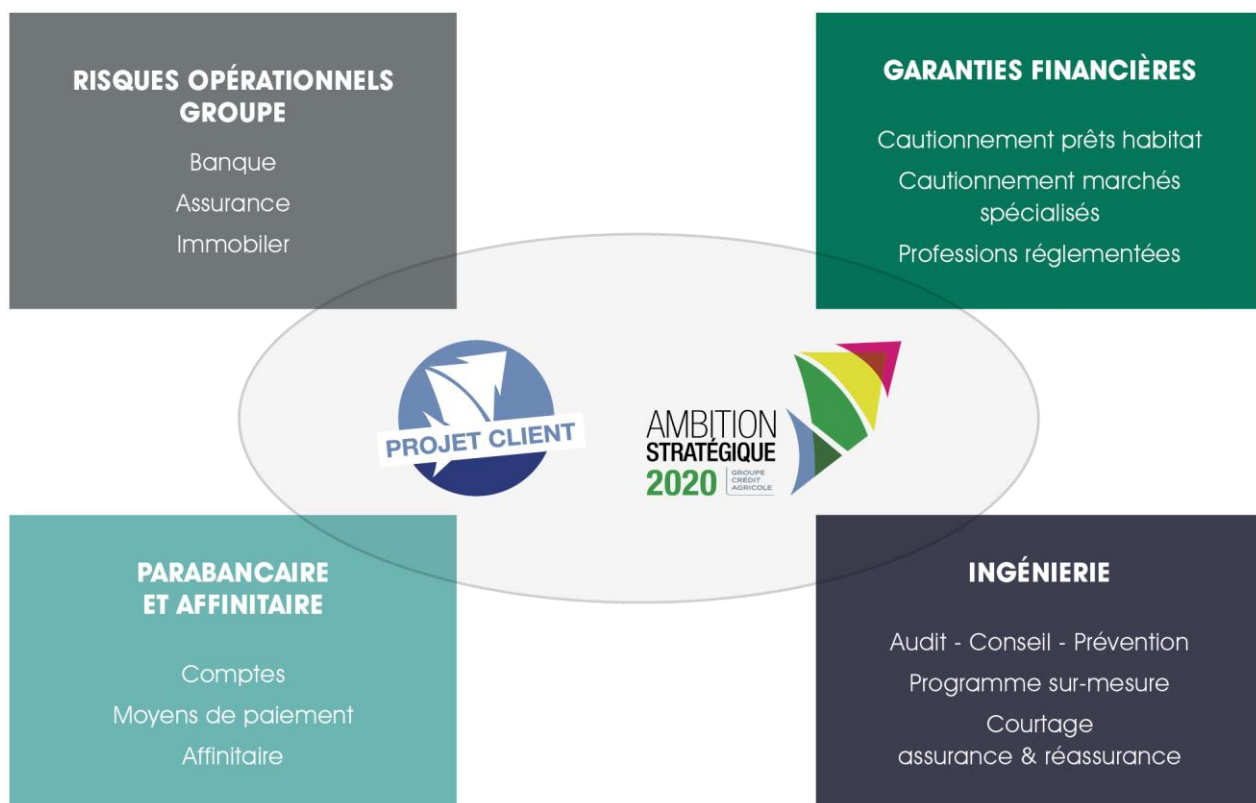 RISQUES OPÉRATIONNELS
GROUPE
Banque
Assurance
Immobiler
GARANTIES FINANCIÈRES
Cautionnement prêts habitat
Cautionnement marchés
spécialisés
Professions réglementées
PROJET CLIENT
AMBITION
STRATÉGIQUE
2020
GROUPE
CRÉDIT
AGRICOLE
PARABANCAIRE
ET AFFINITAIRE
Comptes
Moyens de paiement
Affinitaire
INGÉNIERIE
Audit - Conseil - Prévention
Programme sur-mesure
Courtage
assurance & réassurance